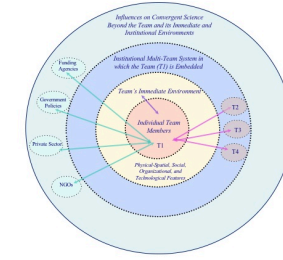 Influences on Convergent Science
Beyond the Team and its Immediate and
Institutional Environments
Funding
Agencies
Institutional Multi-Team System in
which the Team (T1) is Embedded
Team's Immediate Environment
Government
Policies
T2
Individual Team
Members
T3
Private Sector
T1
T4
Physical-Spatial, Social,
Organizational, and
Technological Features
NGOs